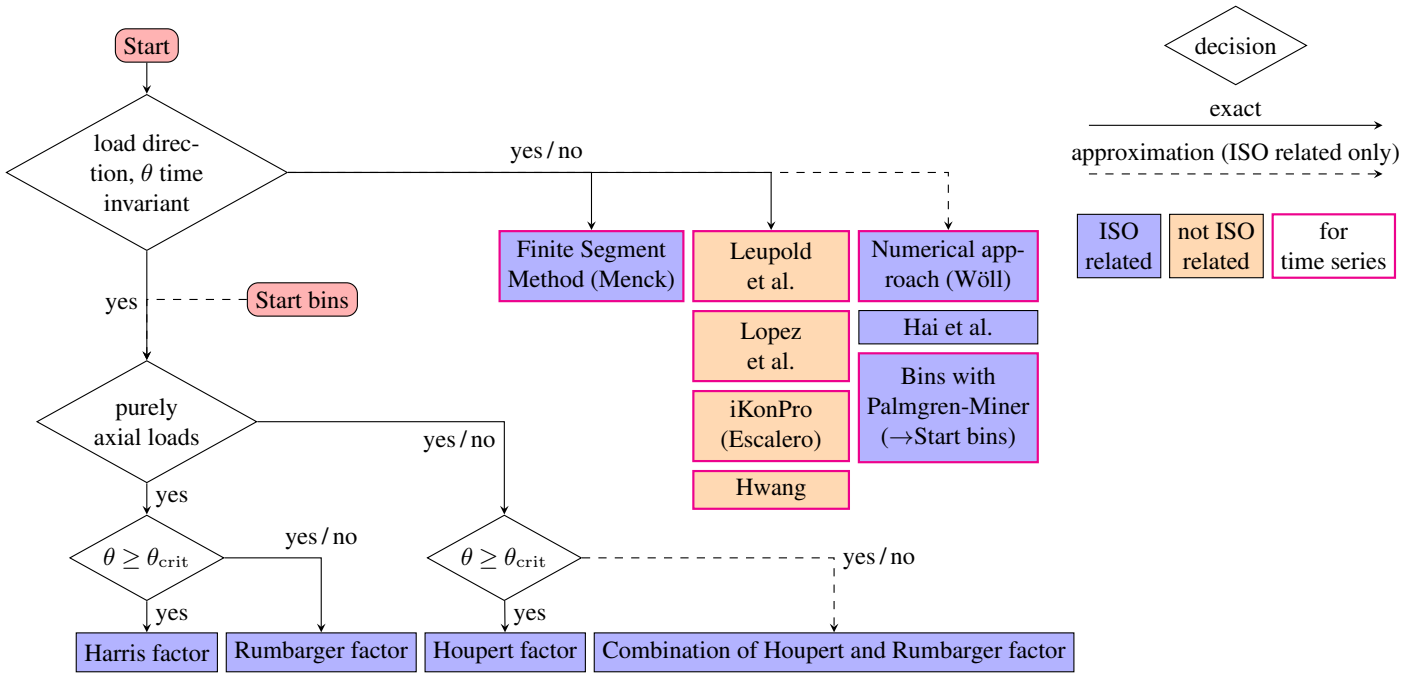 Start
load direc-
tion, θ time
invariant
yes / no
yes
Start bins
Finite Segment
Method (Menck)
Leupold
et al.
Lopez
et al.
iKonPro
(Escalero)
Hwang
Numerical app-
roach (Wöll)
Hai et al.
Bins with
Palmgren-Miner
(→Start bins)
purely
axial loads
yes / no
yes
θ ≥ θcrit
yes / no
yes
θ ≥ θcrit
yes / no
yes
Harris factor
Rumbarger factor
Houpert factor
Combination of Houpert and Rumbarger factor
decision
exact
approximation (ISO related only)
ISO
related
not ISO
related
for
time series